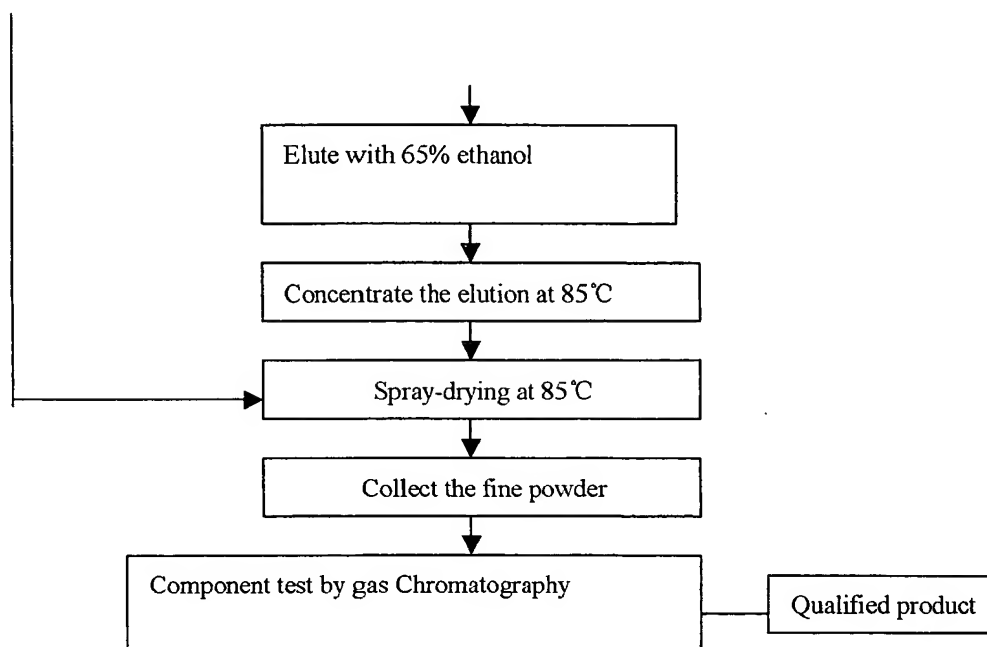 Elute with 65% ethanol
Concentrate the elution at 85℃
Spray-drying at 85℃
Collect the fine powder
Component test by gas Chromatography
Qualified product